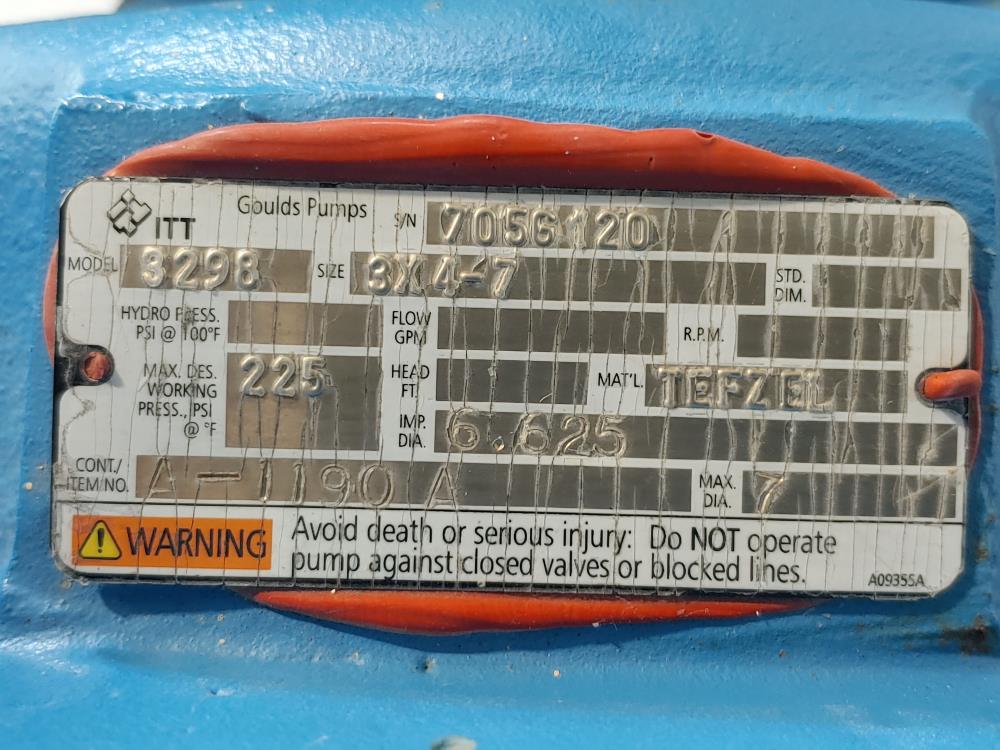 ITT Goulds Pumps S/N 7056120
MODEL 3298 SIZE 3X4-7 STD. DIM.
HYDRO PRESS. PSI @ 100°F FLOW GPM R.P.M.
MAX. DES. WORKING PRESS., PSI @ °F 225 HEAD FT. MAT'L. TEFZEL
IMP. DIA. 6.625
CONT./ ITEM NO. A-1190 A MAX. DIA. 7
WARNING Avoid death or serious injury: Do NOT operate
pump against closed valves or blocked lines.
A09355A